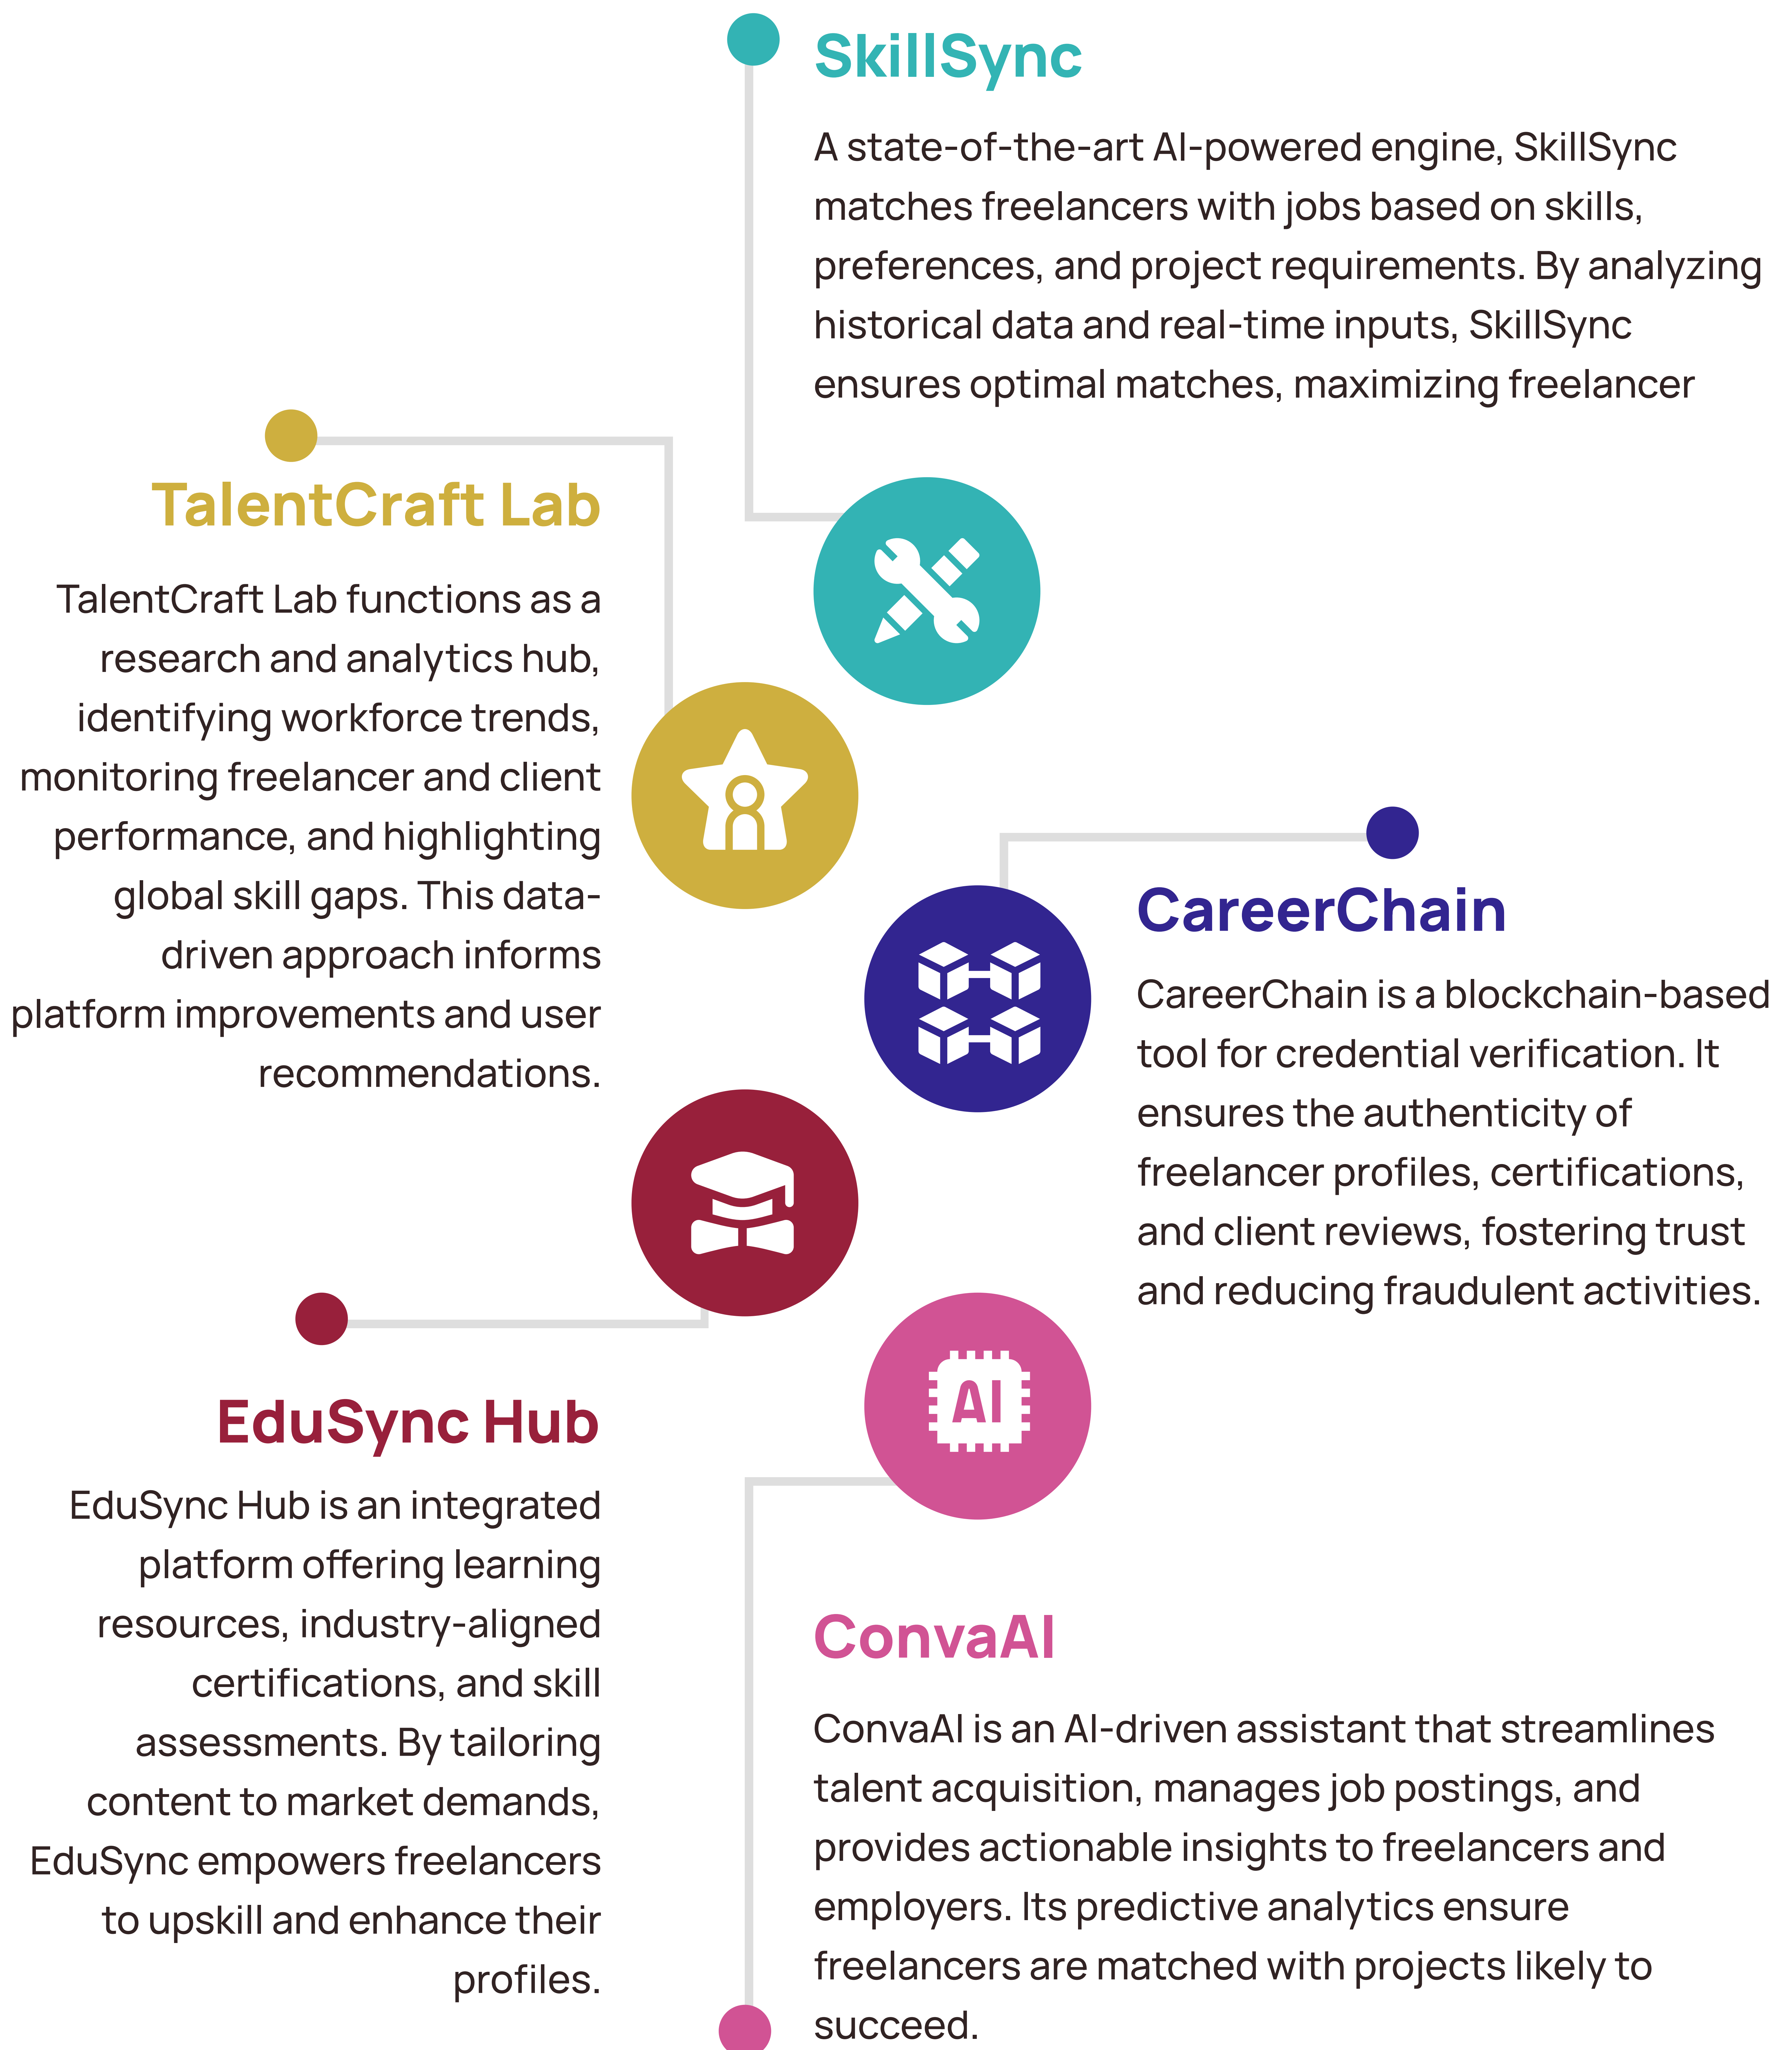 SkillSync
A state-of-the-art AI-powered engine, SkillSync
matches freelancers with jobs based on skills,
preferences, and project requirements. By analyzing
historical data and real-time inputs, SkillSync
ensures optimal matches, maximizing freelancer
TalentCraft Lab
TalentCraft Lab functions as a
research and analytics hub,
identifying workforce trends,
monitoring freelancer and client
performance, and highlighting
global skill gaps. This data-
driven approach informs
platform improvements and user
recommendations.
CareerChain
CareerChain is a blockchain-based
tool for credential verification. It
ensures the authenticity of
freelancer profiles, certifications,
and client reviews, fostering trust
and reducing fraudulent activities.
EduSync Hub
EduSync Hub is an integrated
platform offering learning
resources, industry-aligned
certifications, and skill
assessments. By tailoring
content to market demands,
EduSync empowers freelancers
to upskill and enhance their
profiles.
AI
ConvaAI
ConvaAI is an AI-driven assistant that streamlines
talent acquisition, manages job postings, and
provides actionable insights to freelancers and
employers. Its predictive analytics ensure
freelancers are matched with projects likely to
succeed.